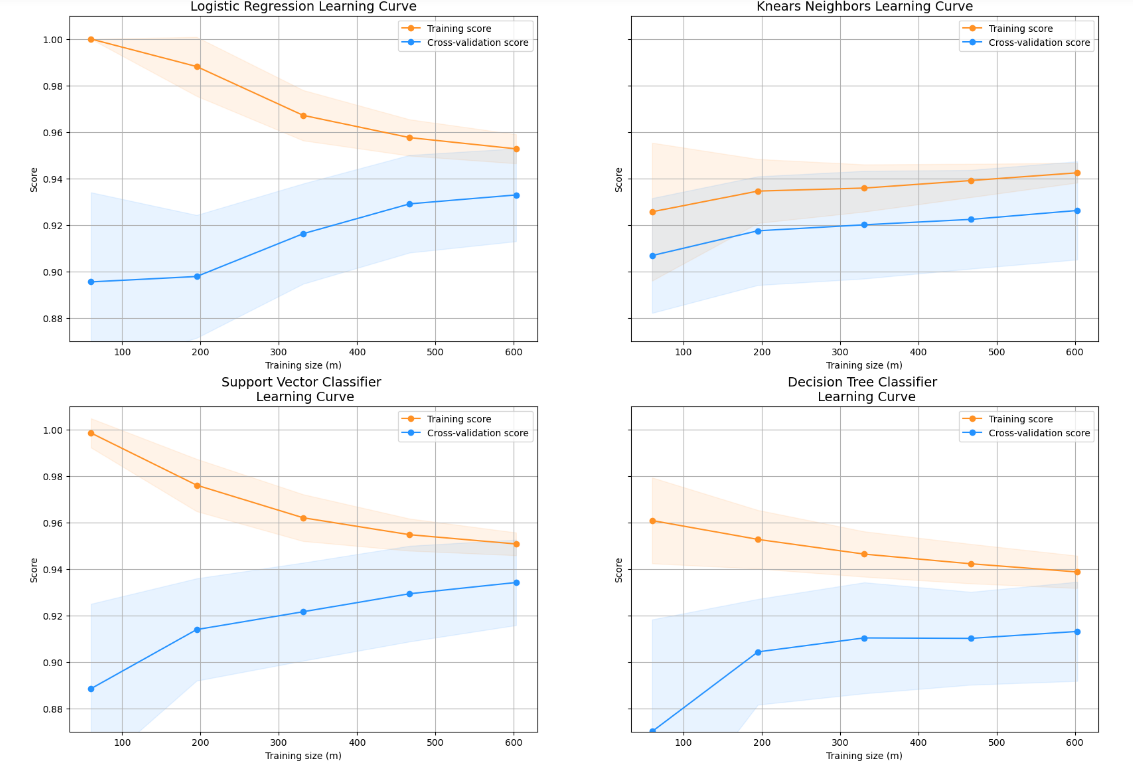 Logistic Regression Learning Curve
Training score
Cross-validation score
1.00
0.98
0.96
0.94
0.92
0.90
0.88
Score
100 200 300 400 500 600
Training size (m)
Knears Neighbors Learning Curve
Training score
Cross-validation score
Score
100 200 300 400 500 600
Training size (m)
Support Vector Classifier
Learning Curve
Training score
Cross-validation score
1.00
0.98
0.96
0.94
0.92
0.90
0.88
Score
100 200 300 400 500 600
Training size (m)
Decision Tree Classifier
Learning Curve
Training score
Cross-validation score
Score
100 200 300 400 500 600
Training size (m)